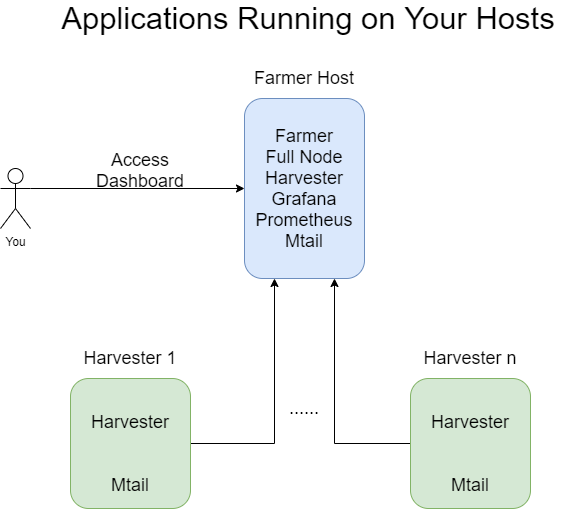 Applications Running on Your Hosts
Farmer Host
Farmer
Full Node
Harvester
Grafana
Prometheus
Mtail
Access
Dashboard
You
Harvester 1
Harvester
Mtail
......
Harvester n
Harvester
Mtail